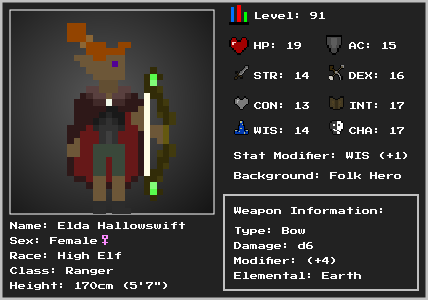 Level: 91
HP: 19 AC: 15
STR: 14 DEX: 16
CON: 13 INT: 17
WIS: 14 CHA: 17
Stat Modifier: WIS (+1)
Background: Folk Hero
Name: Elda Hallowswift
Sex: Female♀
Race: High Elf
Class: Ranger
Height: 170cm (5'7")
Weapon Information:
Type: Bow
Damage: d6
Modifier: (+4)
Elemental: Earth